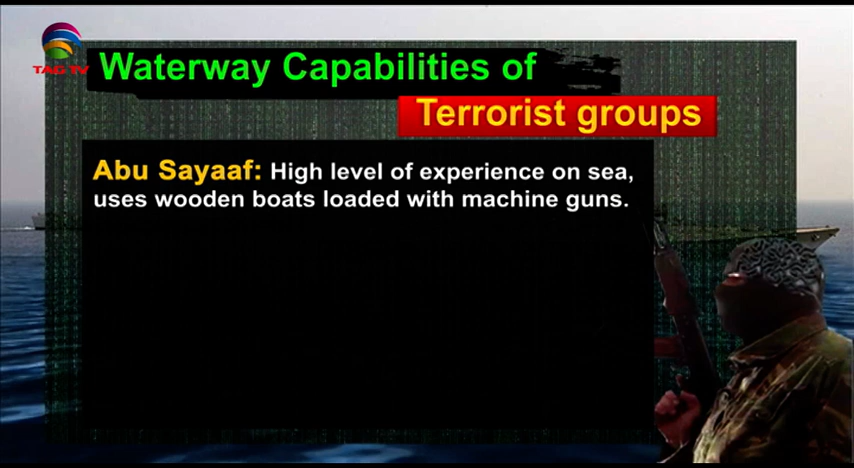 TAG TV
Waterway Capabilities of
Terrorist groups
Abu Sayaaf: High level of experience on sea,
uses wooden boats loaded with machine guns.